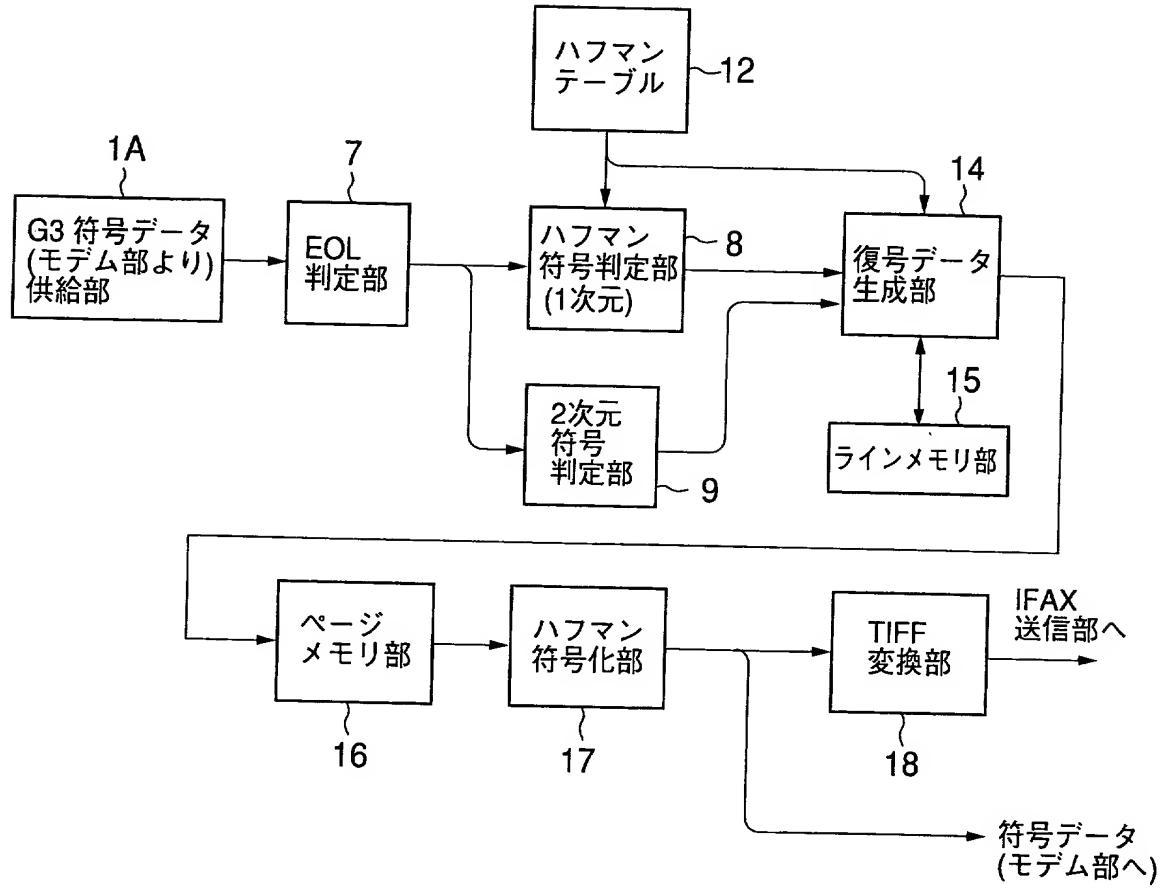 ハフマン
テーブル
12
1A
G3 符号データ
(モデム部より)
供給部
7
EOL
判定部
ハフマン
符号判定部
(1次元)
8
14
復号データ
生成部
2次元
符号
判定部
9
15
ラインメモリ部
ページ
メモリ部
16
ハフマン
符号化部
17
TIFF
変換部
18
IFAX
送信部へ
符号データ
(モデム部へ)